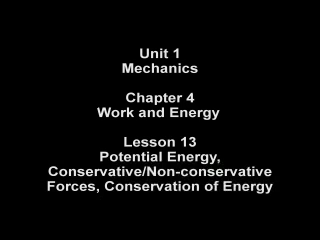 Unit 1
Mechanics
Chapter 4
Work and Energy
Lesson 13
Potential Energy,
Conservative/Non-conservative
Forces, Conservation of Energy